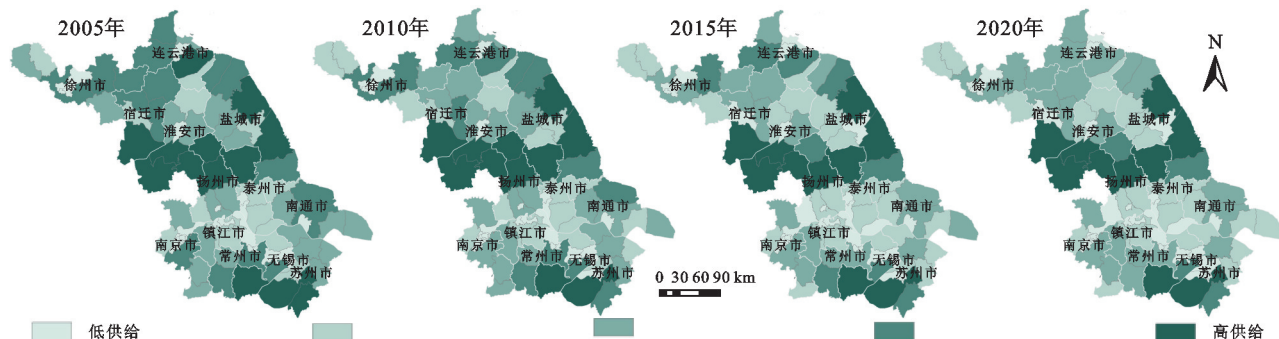 2005年
连云港市
徐州市
宿迁市
淮安市
盐城市
扬州市
泰州市
南通市
镇江市
南京市
常州市
无锡市
苏州市
2010年
连云港市
徐州市
宿迁市
淮安市
盐城市
扬州市
泰州市
南通市
镇江市
南京市
常州市
无锡市
苏州市
2015年
连云港市
徐州市
宿迁市
淮安市
盐城市
扬州市
泰州市
南通市
镇江市
南京市
常州市
无锡市
苏州市
2020年
连云港市
徐州市
宿迁市
淮安市
盐城市
扬州市
泰州市
南通市
镇江市
南京市
常州市
无锡市
苏州市
N
0 30 60 90 km
低供给
高供给